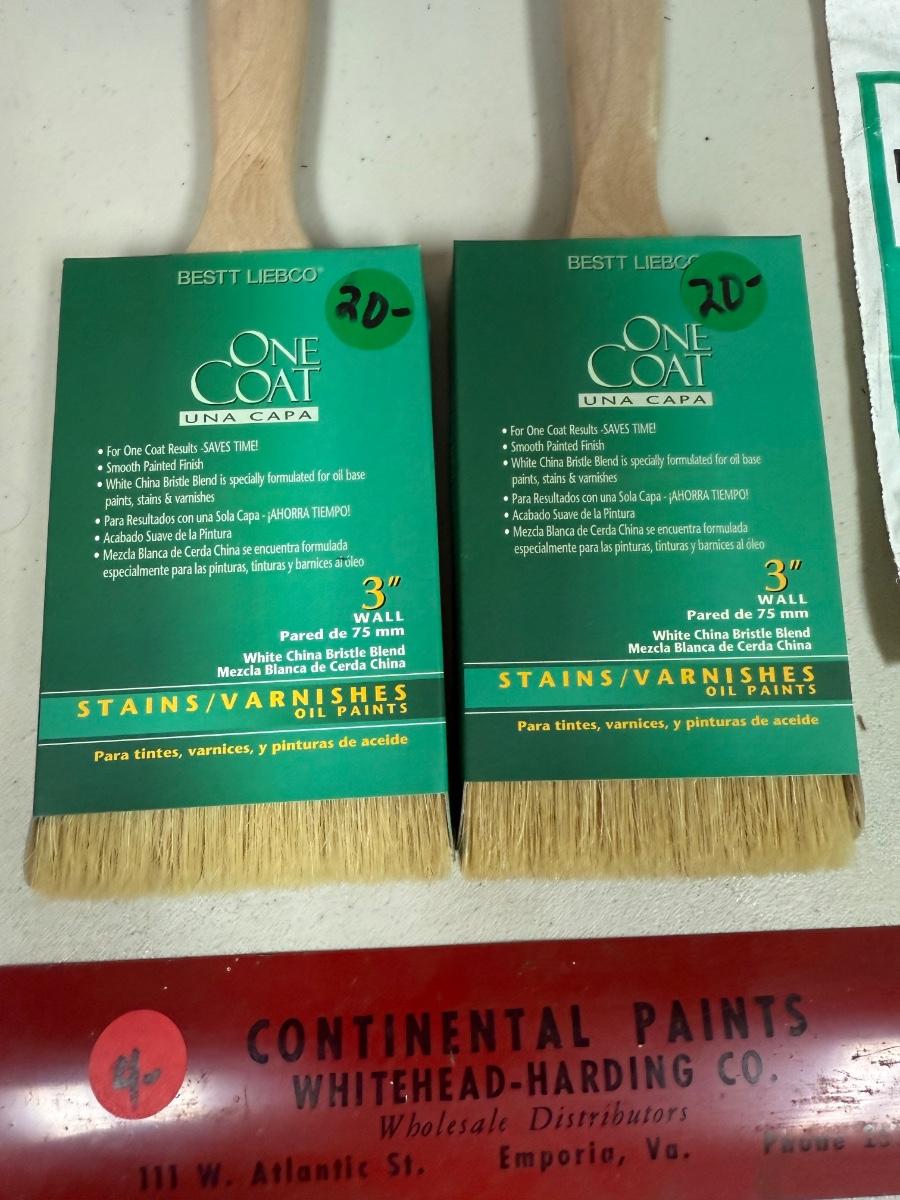 BESTT LIEBCO®
20-
ONE
COAT
UNA CAPA
• For One Coat Results -SAVES TIME!
• Smooth Painted Finish
• White China Bristle Blend is specially formulated for oil base
paints, stains & varnishes
• Para Resultados con una Sola Capa - ¡AHORRA TIEMPO!
• Acabado Suave de la Pintura
• Mezcla Blanca de Cerda China se encuentra formulada
especialmente para las pinturas, tinturas y barnices al óleo
3"
WALL
Pared de 75 mm
White China Bristle Blend
Mezcla Blanca de Cerda China
STAINS/VARNISHES
OIL PAINTS
Para tintes, varnices, y pinturas de aceide
BESTT LIEBCO
20-
ONE
COAT
UNA CAPA
• For One Coat Results -SAVES TIME!
• Smooth Painted Finish
• White China Bristle Blend is specially formulated for oil base
paints, stains & varnishes
• Para Resultados con una Sola Capa - ¡AHORRA TIEMPO!
• Acabado Suave de la Pintura
• Mezcla Blanca de Cerda China se encuentra formulada
especialmente para las pinturas, tinturas y barnices al óleo
3"
WALL
Pared de 75 mm
White China Bristle Blend
Mezcla Blanca de Cerda China
STAINS/VARNISHES
OIL PAINTS
Para tintes, varnices, y pinturas de aceide
4-
CONTINENTAL PAINTS
WHITEHEAD-HARDING CO.
Wholesale Distributors
111 W. Atlantic St. Emporia, Va. Phone